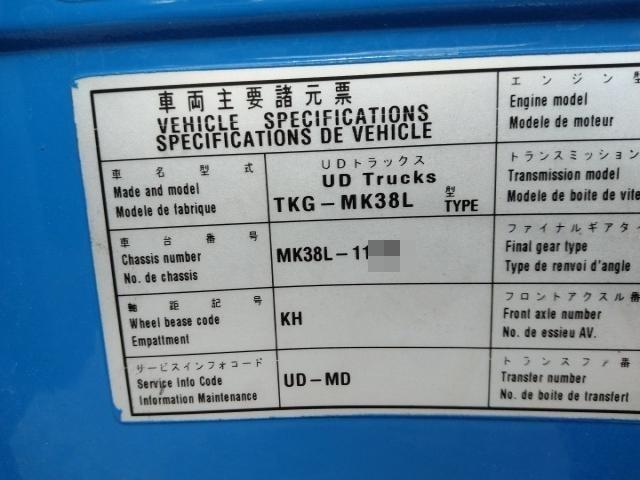 車両主要諸元票
VEHICLE SPECIFICATIONS
SPECIFICATIONS DE VEHICLE
車名型式
Made and model
Modele de fabrique
UDトラックス
UD Trucks
TKG-MK38L 型 TYPE
車台番号
Chassis number
No. de chassis
MK38L-11
軸距記号
Wheel bease code
Empattment
KH
サービスインフォコード
Service Info Code
Information Maintenance
UD-MD
エンジン型
Engine model
Modele de moteur
トランスミッション
Transmission model
Modele de boite de vite
ファイナルギアタイ
Final gear type
Type de renvoi d'angle
フロントアクスル番
Front axle number
No. de essieu AV.
トランスファ番
Transfer number
No. de boite de transfert